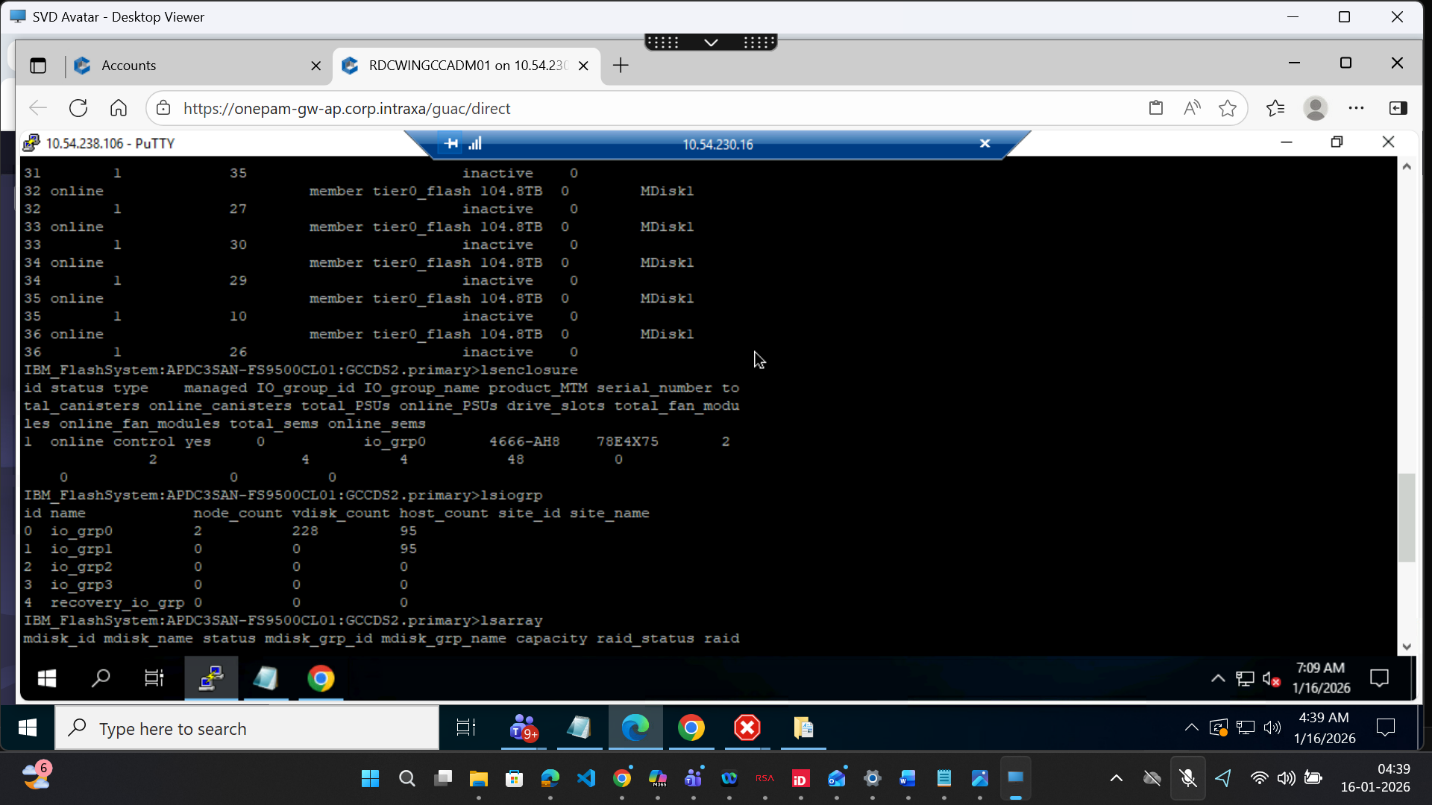 SVD Avatar - Desktop Viewer
Accounts
RDCWINGCCADM01 on 10.54.230
https://onepam-gw-ap.corp.intraxa/guac/direct
10.54.238.106 - PuTTY
10.54.230.16
31 1 35 inactive 0
32 online member tier0_flash 104.8TB 0 MDisk1
32 1 27 inactive 0
33 online member tier0_flash 104.8TB 0 MDisk1
33 1 30 inactive 0
34 online member tier0_flash 104.8TB 0 MDisk1
34 1 29 inactive 0
35 online member tier0_flash 104.8TB 0 MDisk1
35 1 10 inactive 0
36 online member tier0_flash 104.8TB 0 MDisk1
36 1 26 inactive 0
IBM_FlashSystem:APDC3SAN-FS9500CL01:GCCDS2.primary>lsenclosure
id status type managed IO_group_id IO_group_name product_MTM serial_number to
tal_canisters online_canisters total_PSUs online_PSUs drive_slots total_fan_modu
les online_fan_modules total_sems online_sems
1 online control yes 0 io_grp0 4666-AH8 78E4X75 2
2 4 4 48 0
0 0 0
IBM_FlashSystem:APDC3SAN-FS9500CL01:GCCDS2.primary>lsiogrp
id name node_count vdisk_count host_count site_id site_name
0 io_grp0 2 228 95
1 io_grp1 0 0 95
2 io_grp2 0 0 0
3 io_grp3 0 0 0
4 recovery_io_grp 0 0 0
IBM_FlashSystem:APDC3SAN-FS9500CL01:GCCDS2.primary>lsarray
mdisk_id mdisk_name status mdisk_grp_id mdisk_grp_name capacity raid_status raid
7:09 AM
1/16/2026
Type here to search
9+
4:39 AM
1/16/2026
6
RSA
iD
04:39
16-01-2026